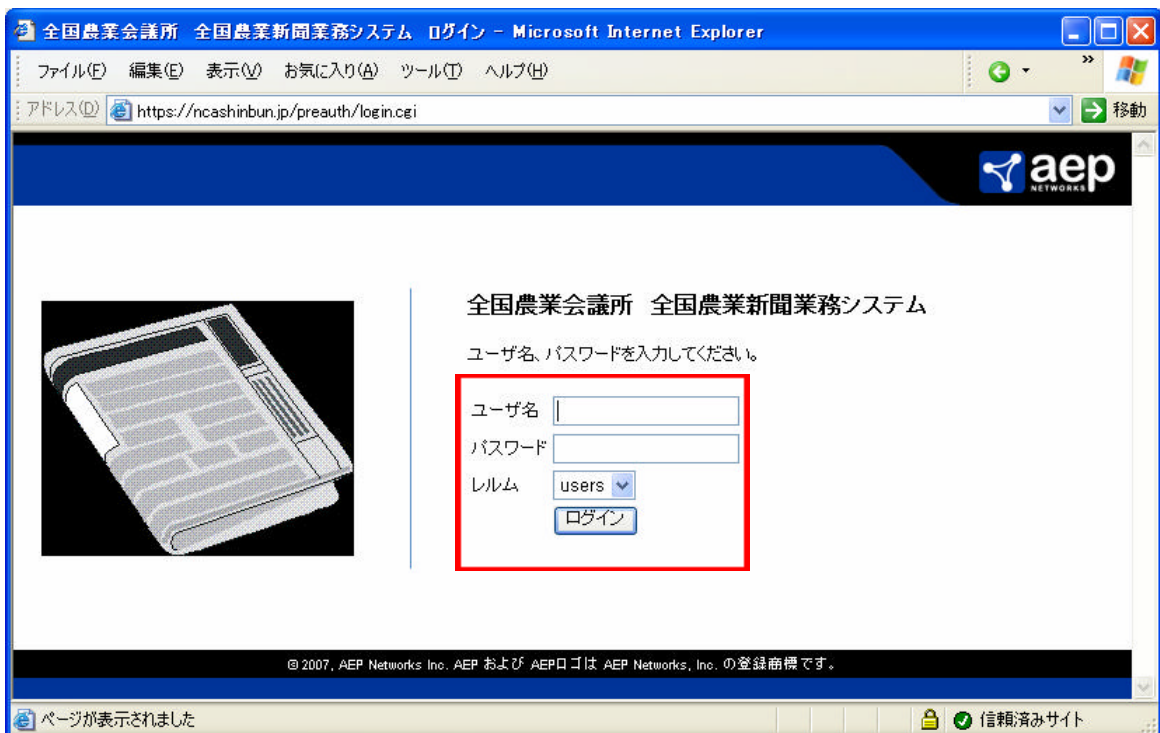 全国農業会議所 全国農業新聞業務システム ログイン - Microsoft Internet Explorer
ファイル(F) 編集(E) 表示(V) お気に入り(A) ツール(T) ヘルプ(H) »
アドレス(D) https://ncashinbun.jp/preauth/login.cgi 移動
aep
NETWORKS
全国農業会議所 全国農業新聞業務システム
ユーザ名、パスワードを入力してください。
ユーザ名
パスワード
レルム users
ログイン
© 2007, AEP Networks Inc. AEP および AEPロゴは AEP Networks, Inc. の登録商標です。
ページが表示されました 信頼済みサイト